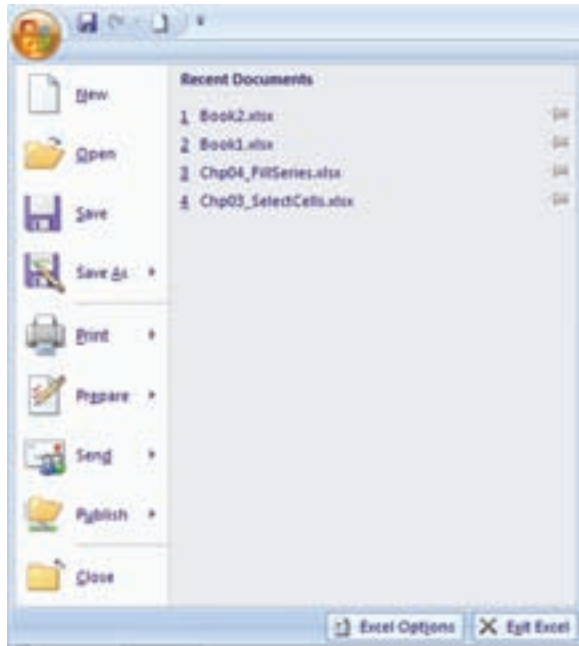 New
Open
Save
Save As
Print
Prepare
Send
Publish
Close
Recent Documents
1 Book2.xlsx
2 Book1.xlsx
3 Chp04_FillSeries.xlsx
4 Chp03_SelectCells.xlsx
Excel Options
Exit Excel